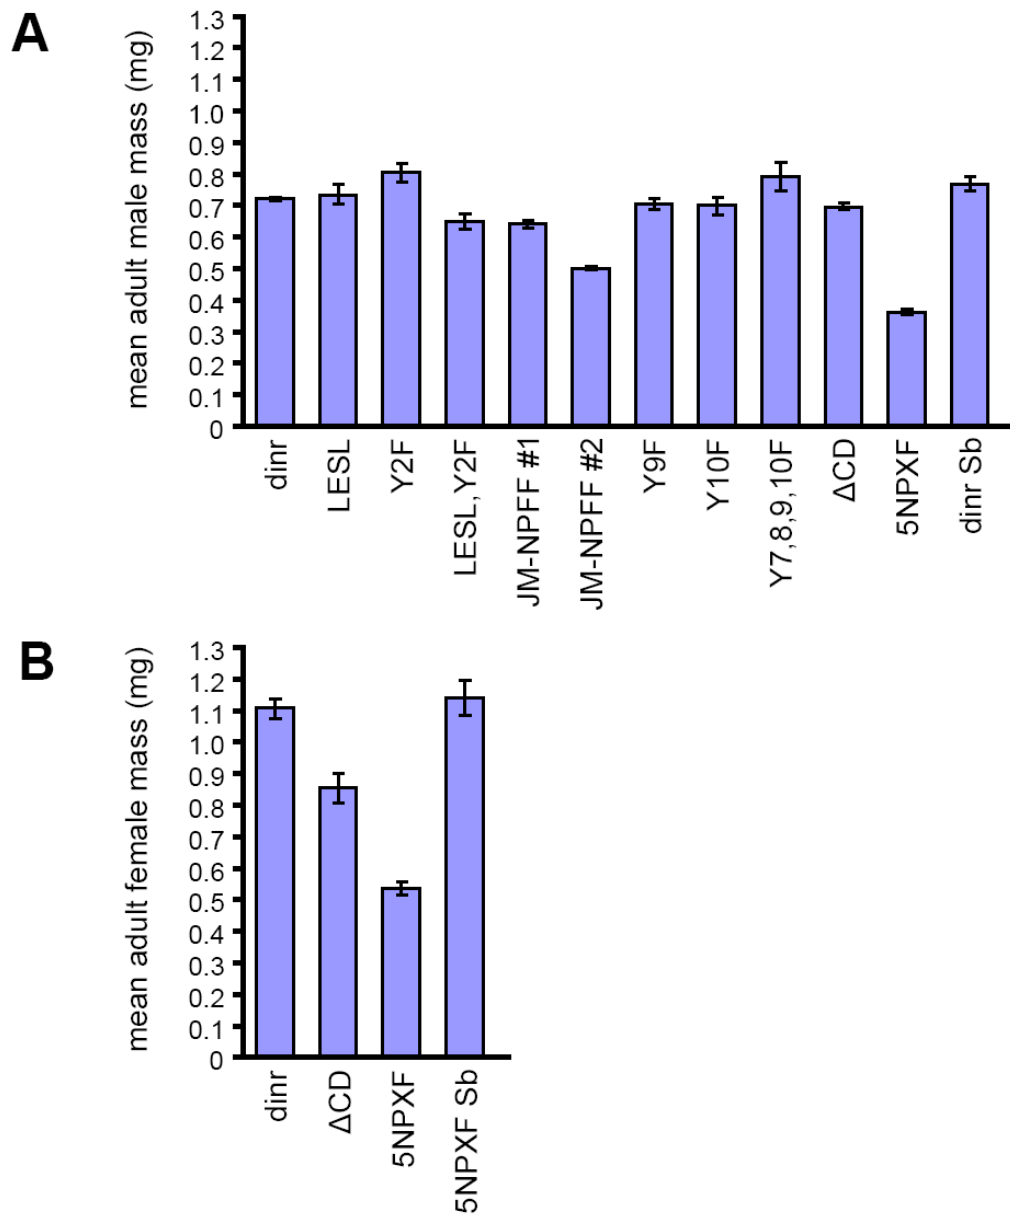 A
mean adult male mass (mg)
1.3
1.2
1.1
1.0
0.9
0.8
0.7
0.6
0.5
0.4
0.3
0.2
0.1
0
dinr
LESL
Y2F
LESL, Y2F
JM-NPFF #1
JM-NPFF #2
Y9F
Y10F
Y7,8,9,10F
ΔCD
5NPXF
dinr Sb
B
mean adult female mass (mg)
1.3
1.2
1.1
1.0
0.9
0.8
0.7
0.6
0.5
0.4
0.3
0.2
0.1
0
dinr
ΔCD
5NPXF
5NPXF Sb